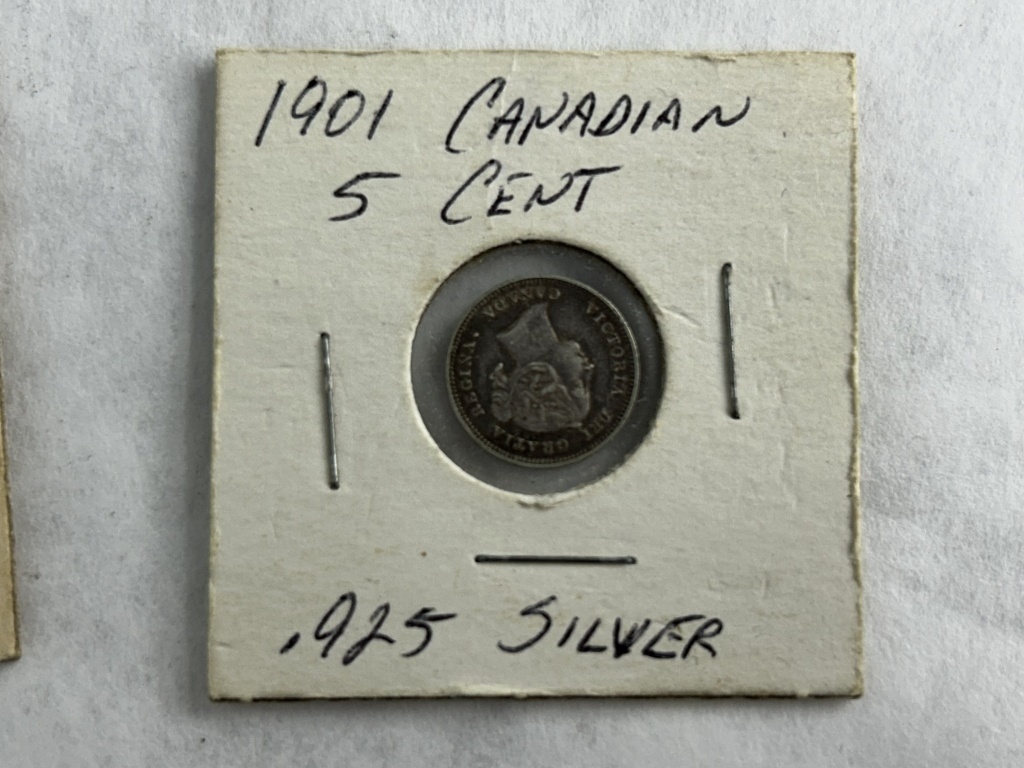 1901 CANADIAN
5 CENT
VICTORIA DEI GRATIA REGINA. CANADA
.925 SILVER